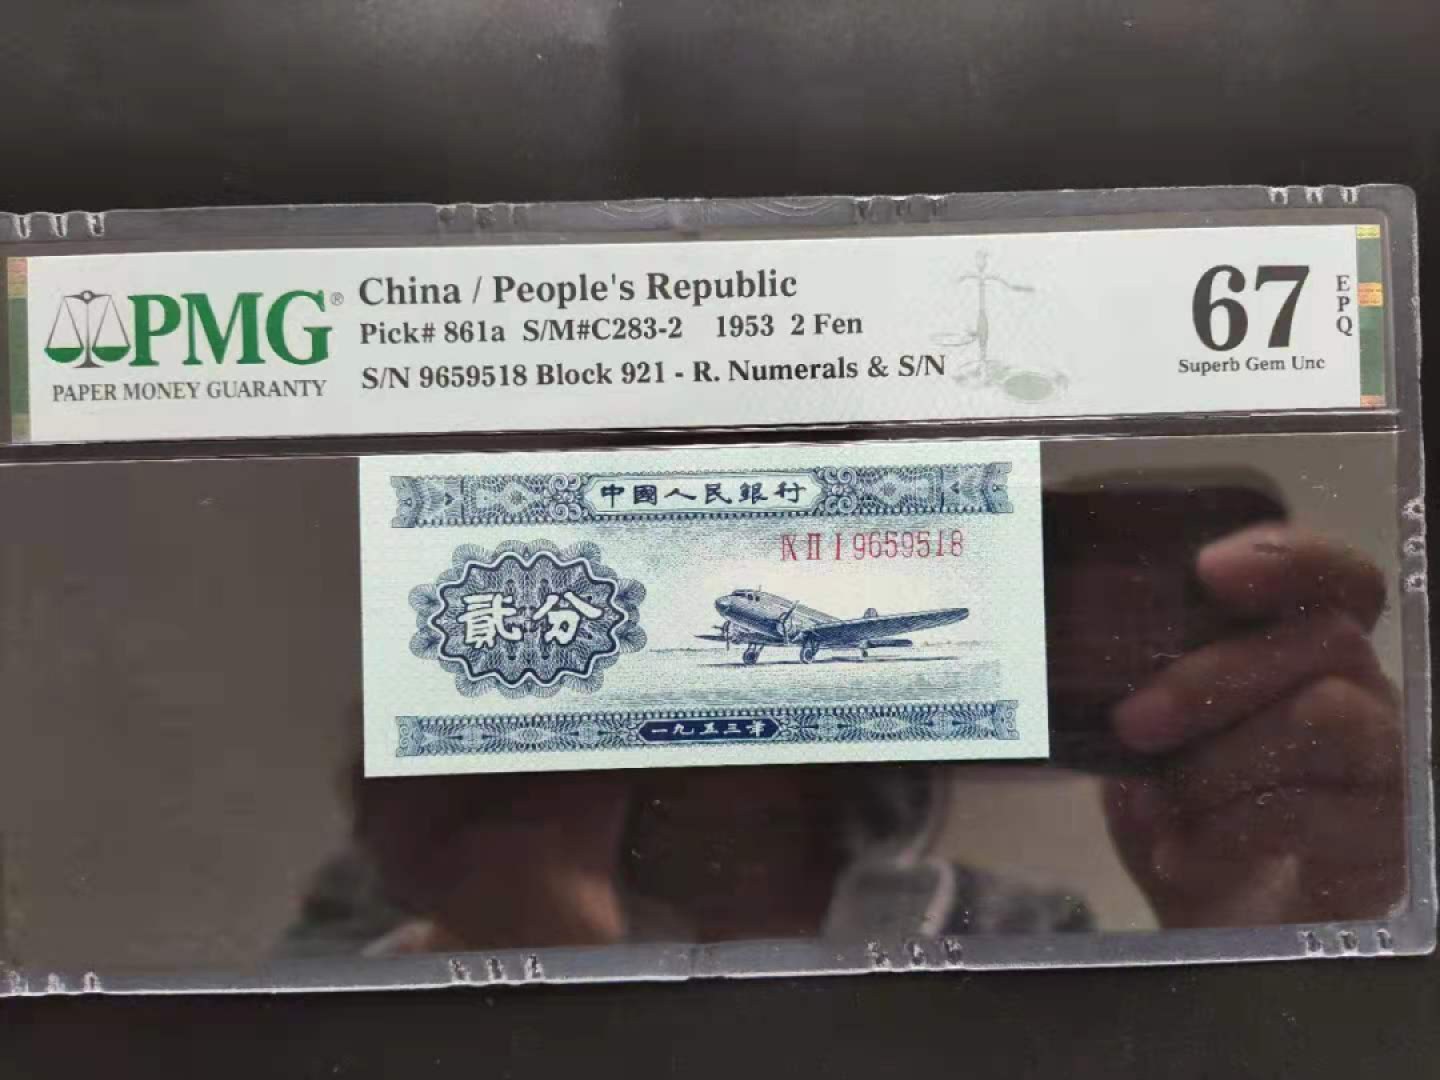 PMG®
PAPER MONEY GUARANTY
China / People's Republic
Pick# 861a S/M#C283-2 1953 2 Fen
S/N 9659518 Block 921 - R. Numerals & S/N
67
EPQ
Superb Gem Unc
中國人民銀行
IX II I 9659518
貳分
一九五三年